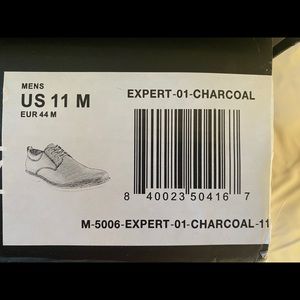 MENS
US 11 M
EUR 44 M
EXPERT-01-CHARCOAL
8 40023 50416 7
M-5006-EXPERT-01-CHARCOAL-11